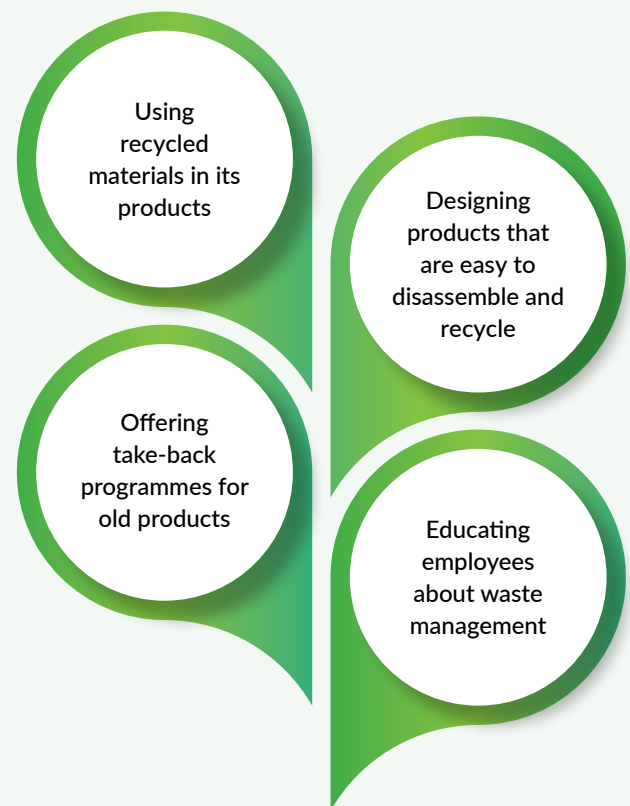 Using
recycled
materials in its
products
Designing
products that
are easy to
disassemble and
recycle
Offering
take-back
programmes for
old products
Educating
employees
about waste
management